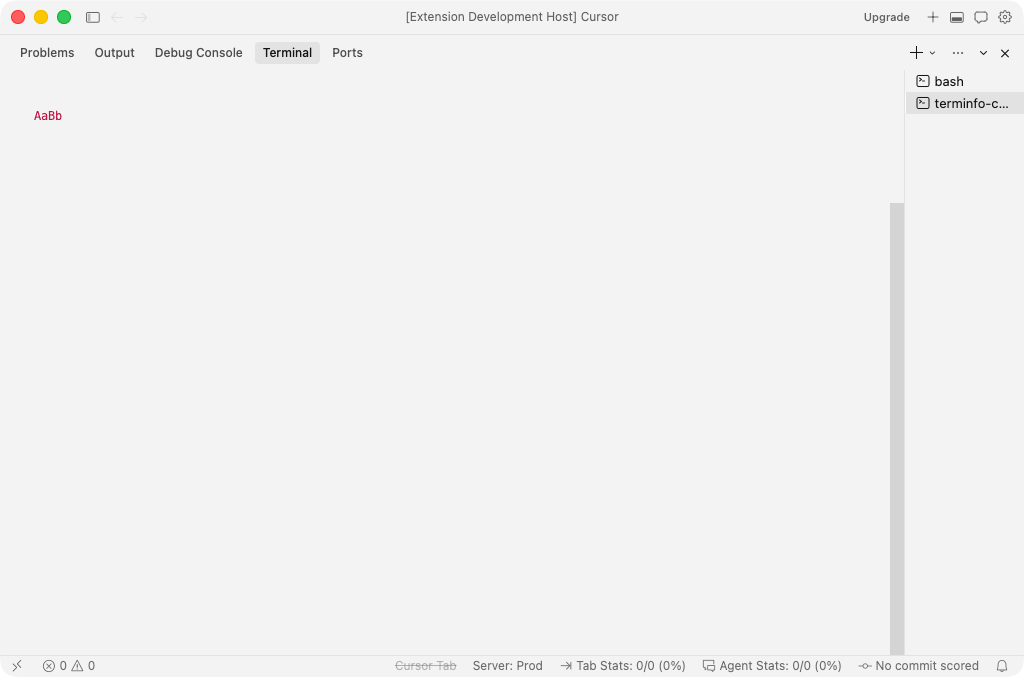 [Extension Development Host] Cursor
Upgrade
Problems Output Debug Console Terminal Ports
bash
terminfo-c...
AaBb
0 0 Cursor Tab Server: Prod Tab Stats: 0/0 (0%) Agent Stats: 0/0 (0%) No commit scored